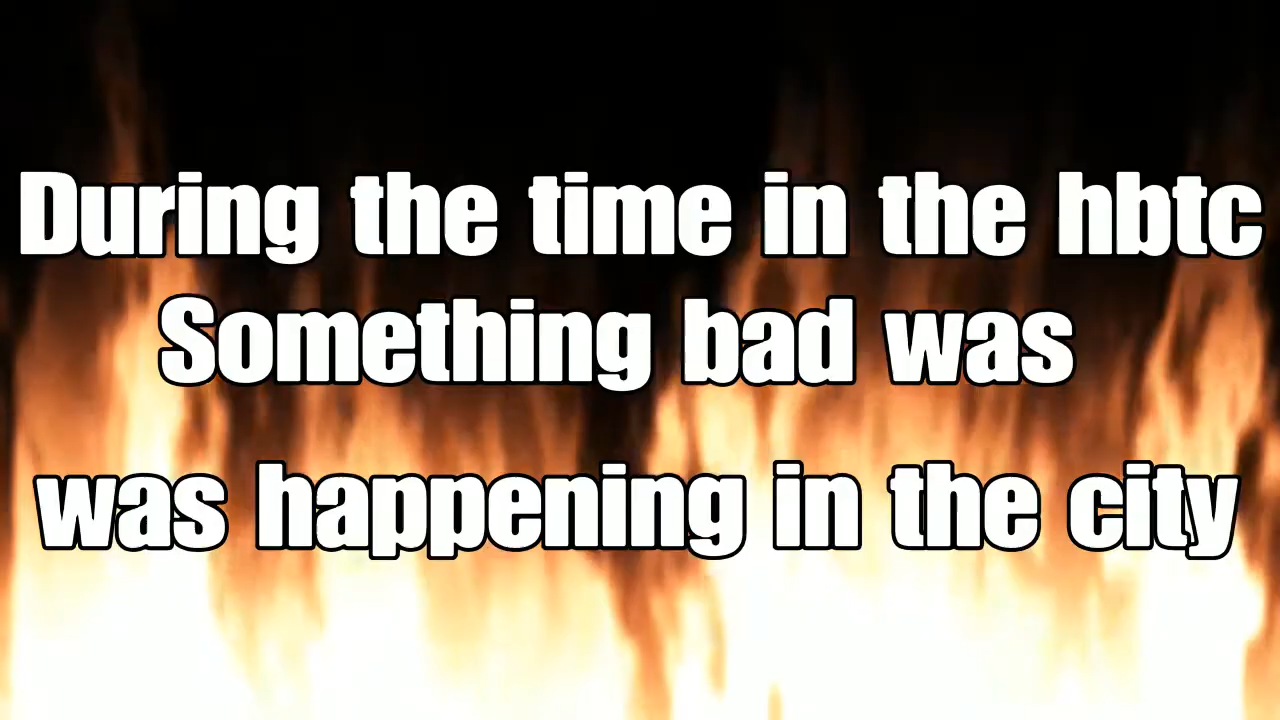 During the time in the hbtc
Something bad was
was happening in the city